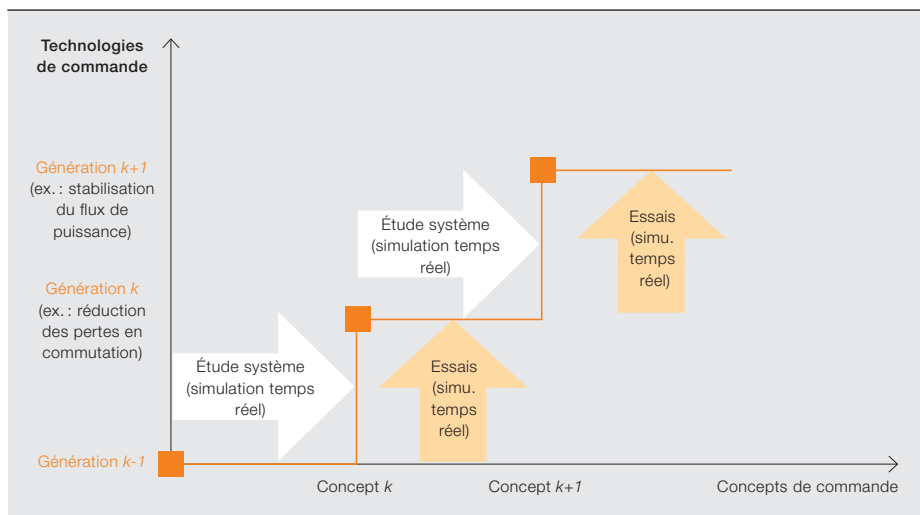 Technologies
de commande
Génération k+1
(ex. : stabilisation
du flux de
puissance)
Génération k
(ex. : réduction
des pertes en
commutation)
Génération k-1
Étude système
(simulation temps
réel)
Essais
(simu.
temps
réel)
Étude système
(simulation temps
réel)
Essais
(simu.
temps
réel)
Concept k
Concept k+1
Concepts de commande